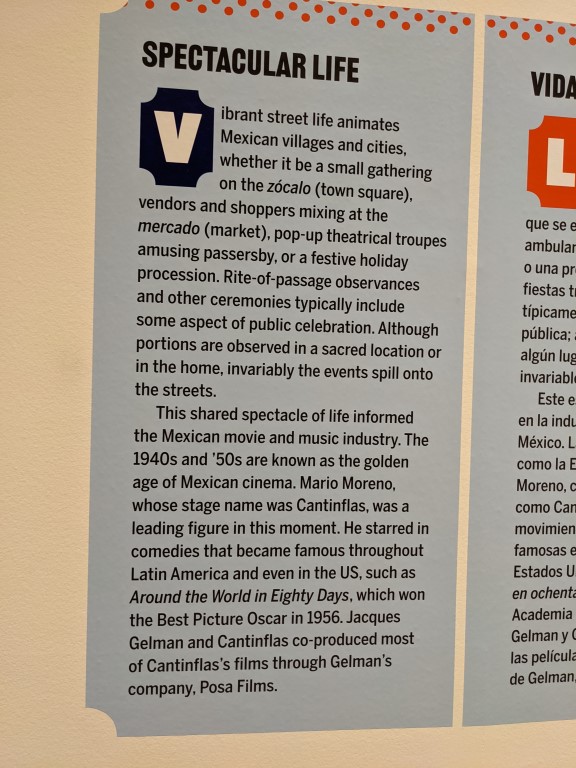 SPECTACULAR LIFE
Vibrant street life animates
Mexican villages and cities,
whether it be a small gathering
on the zócalo (town square),
vendors and shoppers mixing at the
mercado (market), pop-up theatrical troupes
amusing passersby, or a festive holiday
procession. Rite-of-passage observances
and other ceremonies typically include
some aspect of public celebration. Although
portions are observed in a sacred location or
in the home, invariably the events spill onto
the streets.
This shared spectacle of life informed
the Mexican movie and music industry. The
1940s and ’50s are known as the golden
age of Mexican cinema. Mario Moreno,
whose stage name was Cantinflas, was a
leading figure in this moment. He starred in
comedies that became famous throughout
Latin America and even in the US, such as
Around the World in Eighty Days, which won
the Best Picture Oscar in 1956. Jacques
Gelman and Cantinflas co-produced most
of Cantinflas’s films through Gelman’s
company, Posa Films.
VIDA
L
que se e
ambular
o una pr
fiestas t
típicame
pública;
algún lug
invariabl
Este e
en la indu
México. L
como la E
Moreno, c
como Can
movimien
famosas e
Estados U
en ochenta
Academia
Gelman y C
las película
de Gelman,